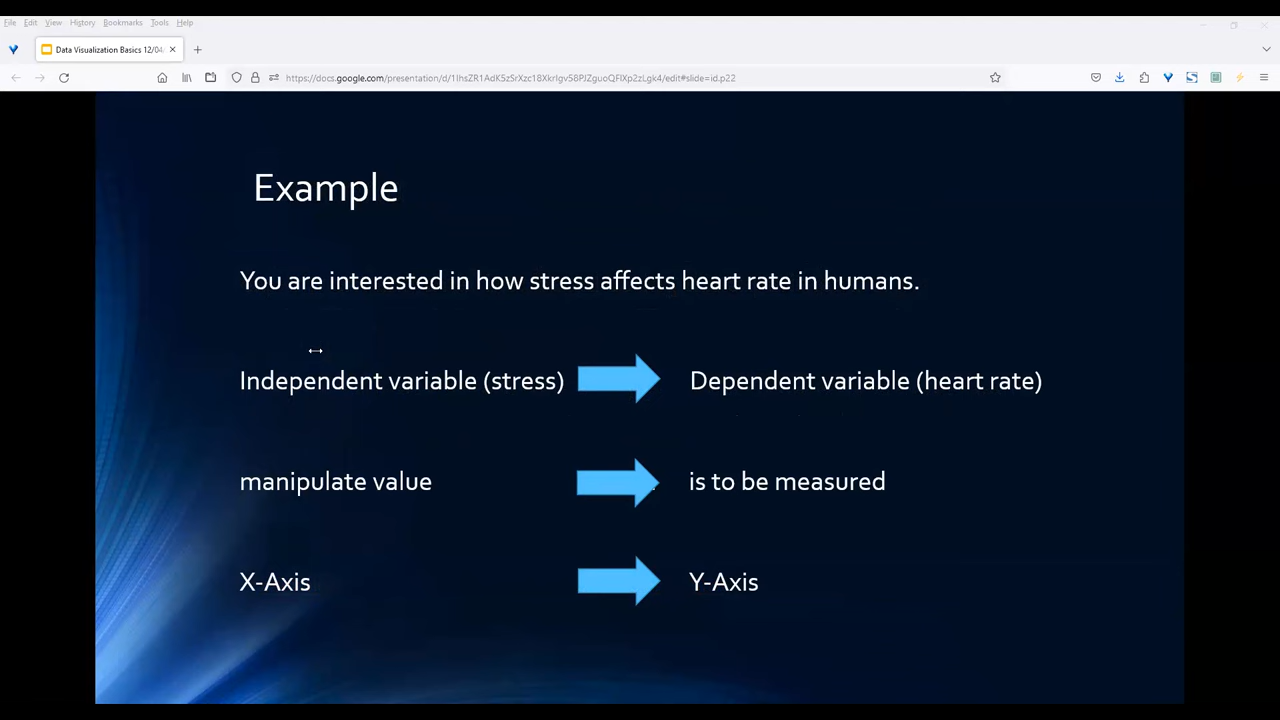 File Edit View History Bookmarks Tools Help
Data Visualization Basics 12/04
https://docs.google.com/presentation/d/1lhsZR1AdK5zSrXzc18XkrIgv58PJZguoQFlXp2zLgk4/edit#slide=id.p22
Example
You are interested in how stress affects heart rate in humans.
Independent variable (stress) Dependent variable (heart rate)
manipulate value is to be measured
X-Axis Y-Axis